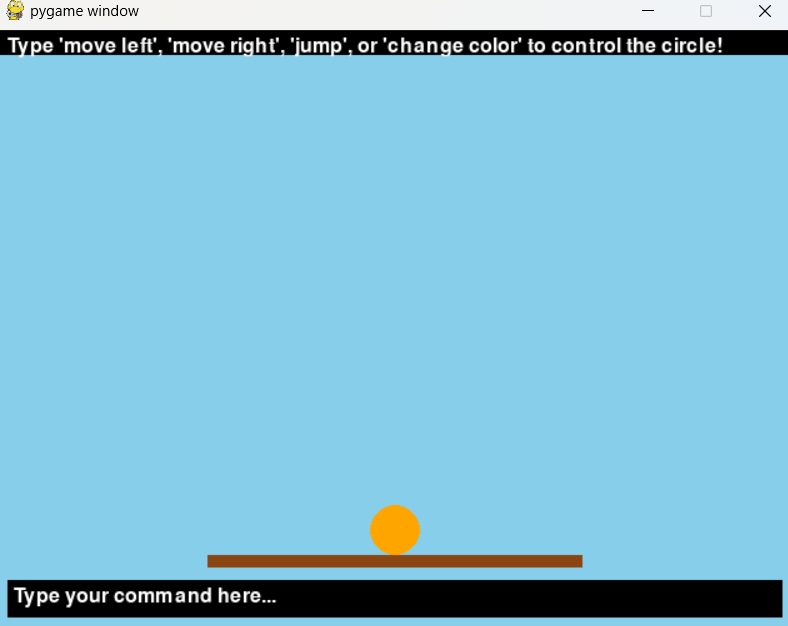 pygame window
Type 'move left', 'move right', 'jump', or 'change color' to control the circle!
Type your command here...